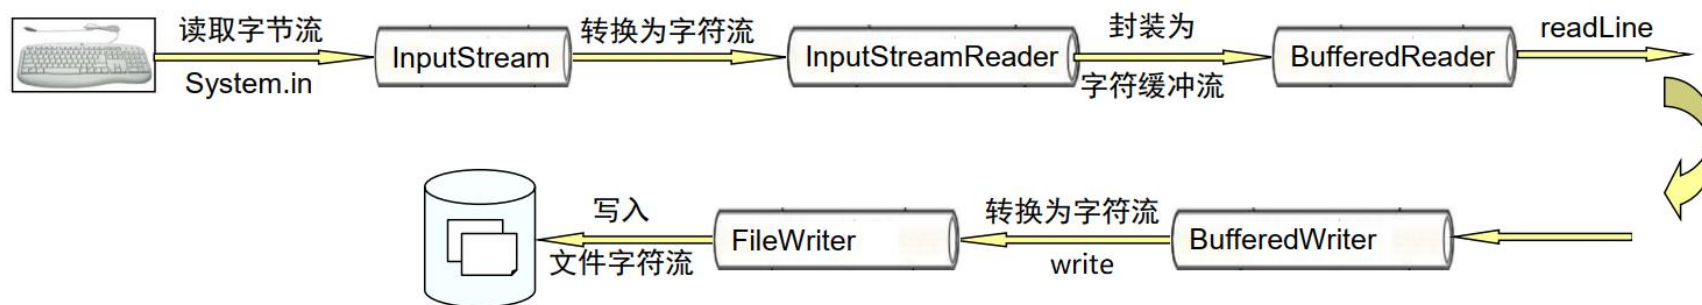 读取字节流
System.in
InputStream
转换为字符流
InputStreamReader
封装为
字符缓冲流
BufferedReader
readLine
写入
文件字符流
FileWriter
转换为字符流
write
BufferedWriter